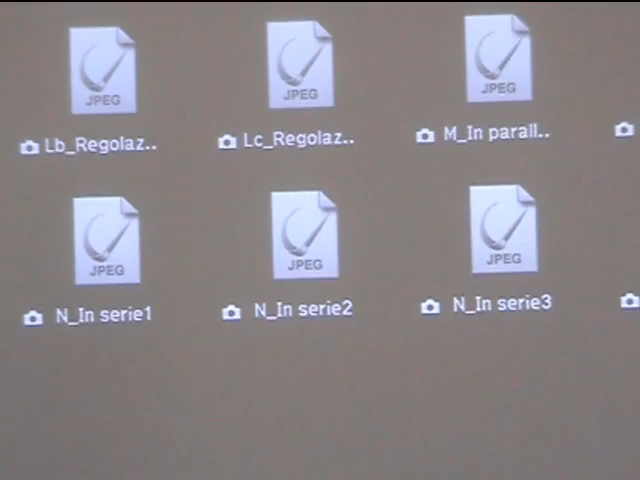 JPEG JPEG JPEG
Lb_Regolaz.. Lc_Regolaz.. M_In parall..
JPEG JPEG JPEG
N_In serie1 N_In serie2 N_In serie3